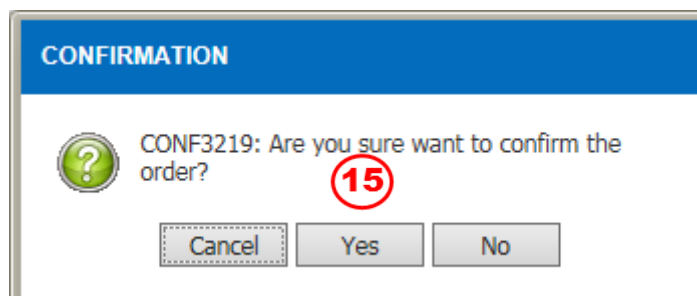 CONFIRMATION
CONF3219: Are you sure want to confirm the
order?
15
Cancel Yes No